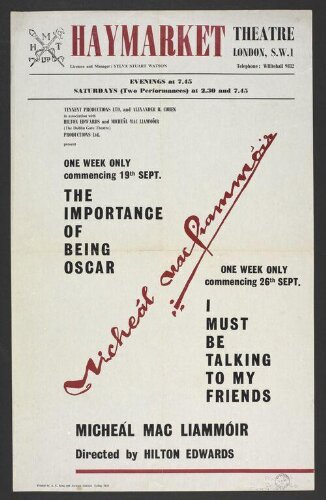 HAYMARKET THEATRE
LONDON, S.W.1
Licensee and Manager: STUART WATSON
Telephone: Whitehall 9832
EVENINGS at 7.45
SATURDAYS (Two Performances) at 2.30 and 7.45
TENNENT PRODUCTIONS LTD. and ALEXANDER H. COHEN
in association with
HILTON EDWARDS and MICHEÁL MAC LIAMMÓIR
(The Dublin Gate Theatre)
PRODUCTIONS Ltd.
present
ONE WEEK ONLY
commencing 19th SEPT.
THE
IMPORTANCE
OF
BEING
OSCAR
Micheál mac Liammóir
ONE WEEK ONLY
commencing 26th SEPT.
I
MUST
BE
TALKING
TO MY
FRIENDS
MICHEÁL MAC LIAMMÓIR
Directed by HILTON EDWARDS